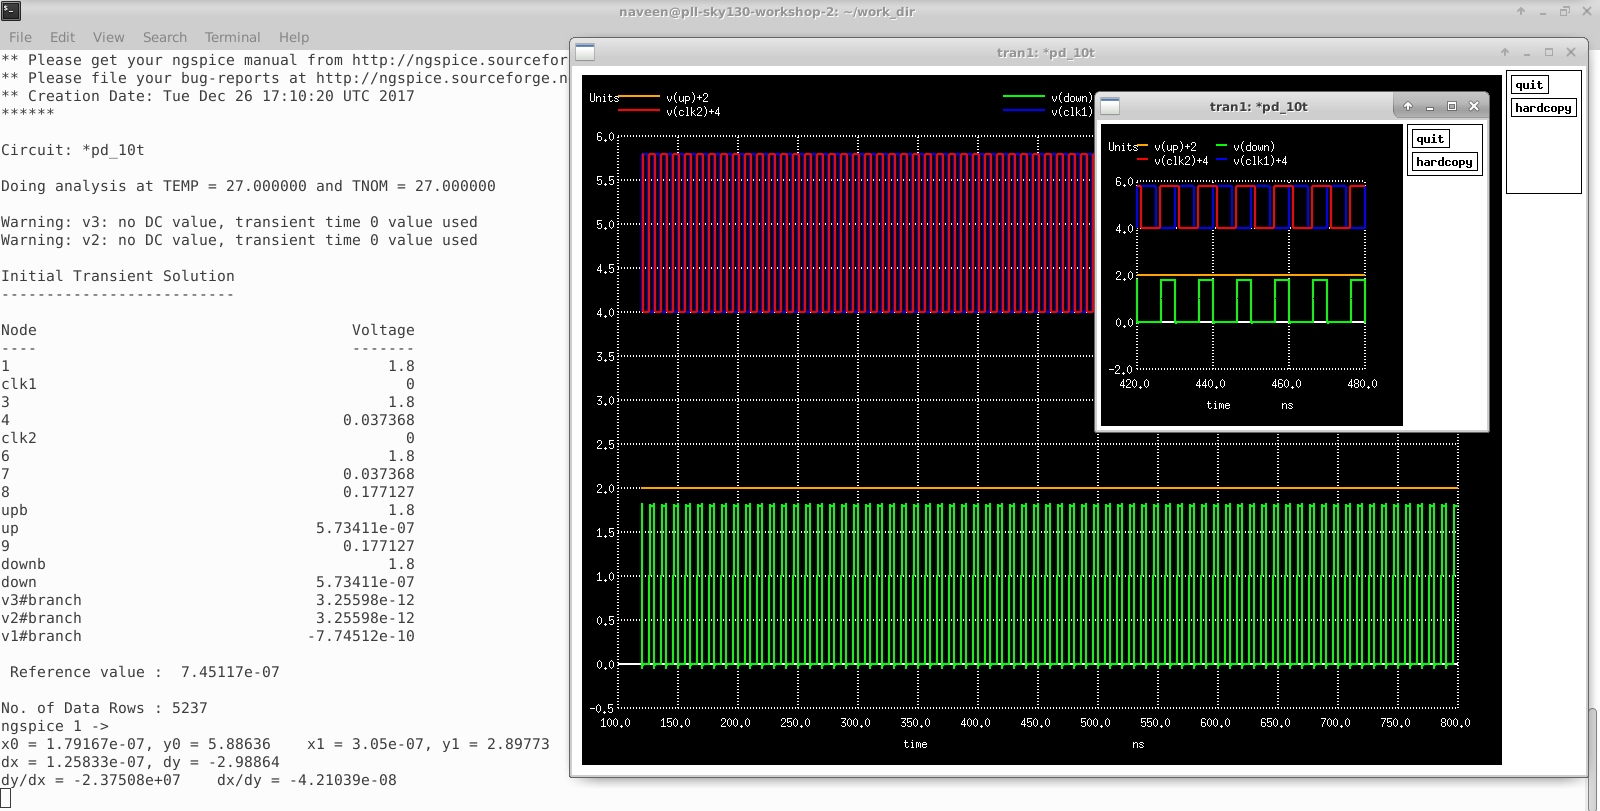 naveen@pll-sky130-workshop-2: ~/work_dir
File Edit View Search Terminal Help
** Please get your ngspice manual from http://ngspice.sourcefor
** Please file your bug-reports at http://ngspice.sourceforge.n
** Creation Date: Tue Dec 26 17:10:20 UTC 2017
******
Circuit: *pd_10t
Doing analysis at TEMP = 27.000000 and TNOM = 27.000000
Warning: v3: no DC value, transient time 0 value used
Warning: v2: no DC value, transient time 0 value used
Initial Transient Solution
--------------------------
Node Voltage
---- -------
1 1.8
clk1 0
3 1.8
4 0.037368
clk2 0
6 1.8
7 0.037368
8 0.177127
upb 1.8
up 5.73411e-07
9 0.177127
downb 1.8
down 5.73411e-07
v3#branch 3.25598e-12
v2#branch 3.25598e-12
v1#branch -7.74512e-10
Reference value : 7.45117e-07
No. of Data Rows : 5237
ngspice 1 ->
x0 = 1.79167e-07, y0 = 5.88636 x1 = 3.05e-07, y1 = 2.89773
dx = 1.25833e-07, dy = -2.98864
dy/dx = -2.37508e+07 dx/dy = -4.21039e-08
tran1: *pd_10t
quit
hardcopy
Units v(up)+2 v(down)
v(clk2)+4 v(clk1)
6.0
5.5
5.0
4.5
4.0
3.5
3.0
2.5
2.0
1.5
1.0
0.5
0.0
-0.5
100.0 150.0 200.0 250.0 300.0 350.0 400.0 450.0 500.0 550.0 600.0 650.0 700.0 750.0 800.0
time ns
tran1: *pd_10t
quit
hardcopy
Units v(up)+2 v(down)
v(clk2)+4 v(clk1)+4
6.0
4.0
2.0
0.0
-2.0
420.0 440.0 460.0 480.0
time ns